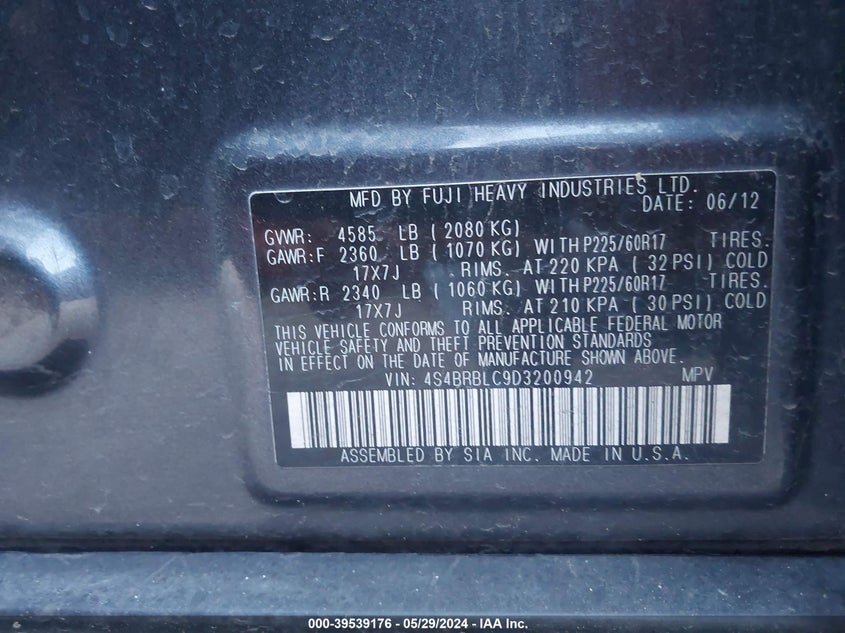 MFD BY FUJI HEAVY INDUSTRIES LTD.
DATE: 06/12
GVWR: 4585 LB ( 2080 KG)
GAWR:F 2360 LB ( 1070 KG) WITHP225/60R17 TIRES.
17X7J RIMS. AT 220 KPA ( 32 PSI) COLD
GAWR:R 2340 LB ( 1060 KG) WITHP225/60R17 TIRES.
17X7J RIMS. AT 210 KPA ( 30 PSI) COLD
THIS VEHICLE CONFORMS TO ALL APPLICABLE FEDERAL MOTOR
VEHICLE SAFETY AND THEFT PREVENTION STANDARDS
IN EFFECT ON THE DATE OF MANUFACTURE SHOWN ABOVE.
VIN: 4S4BRBLC9D3200942 MPV
ASSEMBLED BY SIA INC. MADE IN U.S.A.
000-39539176 - 05/29/2024 - IAA Inc.